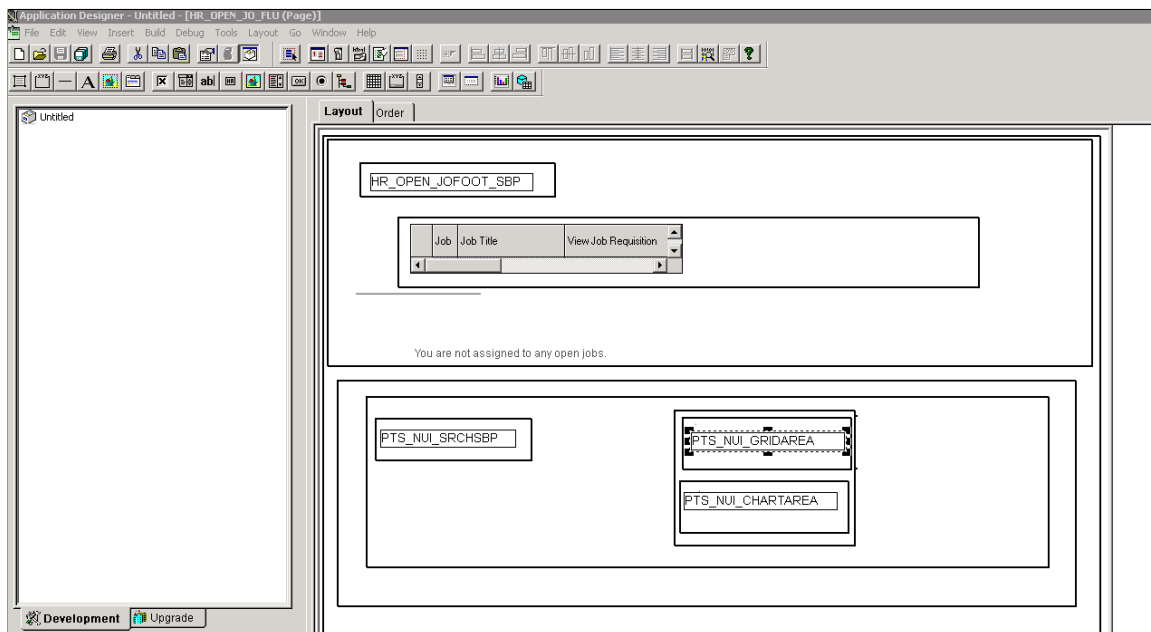 Application Designer - Untitled - [HR_OPEN_JO_FLU (Page)]
File Edit View Insert Build Debug Tools Layout Go Window Help
Untitled
Layout Order
HR_OPEN_JOFOOT_SBP
Job Job Title View Job Requisition
You are not assigned to any open jobs.
PTS_NUI_SRCHSBP
PTS_NUI_GRIDAREA
PTS_NUI_CHARTAREA
Development Upgrade